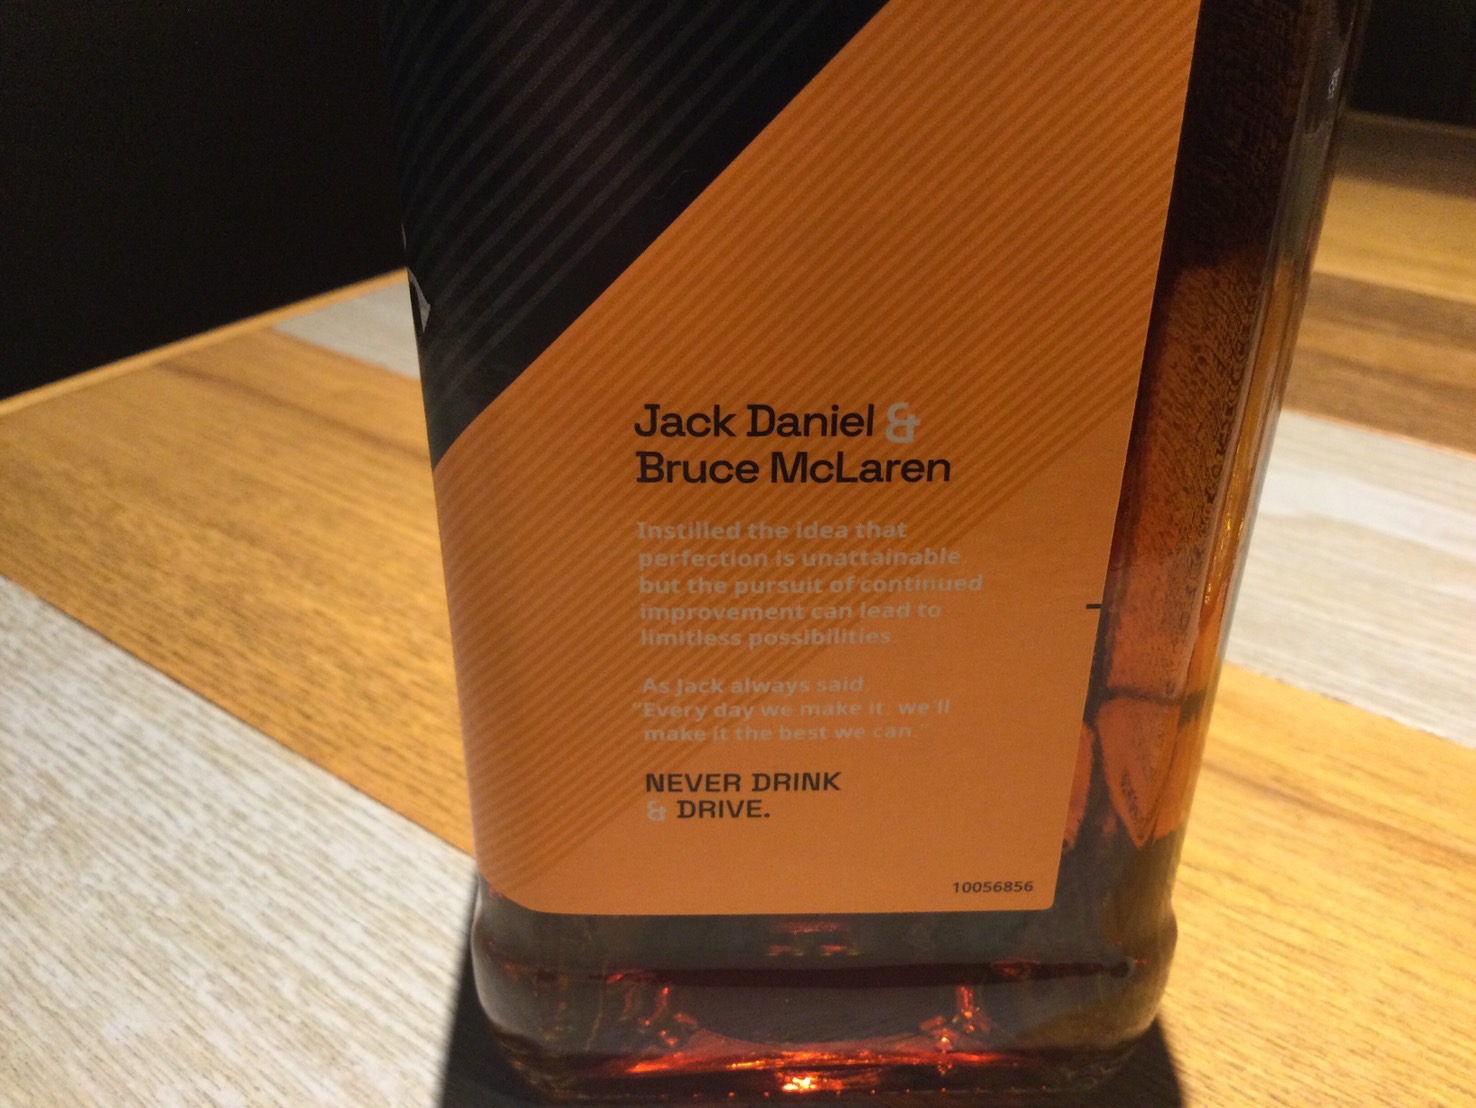 Jack Daniel &
Bruce McLaren
Instilled the idea that
perfection is unattainable,
but the pursuit of continued
improvement can lead to
limitless possibilities.
As Jack always said
"Every day we make it, we'll
make it the best we can."
NEVER DRINK
& DRIVE.
10056856